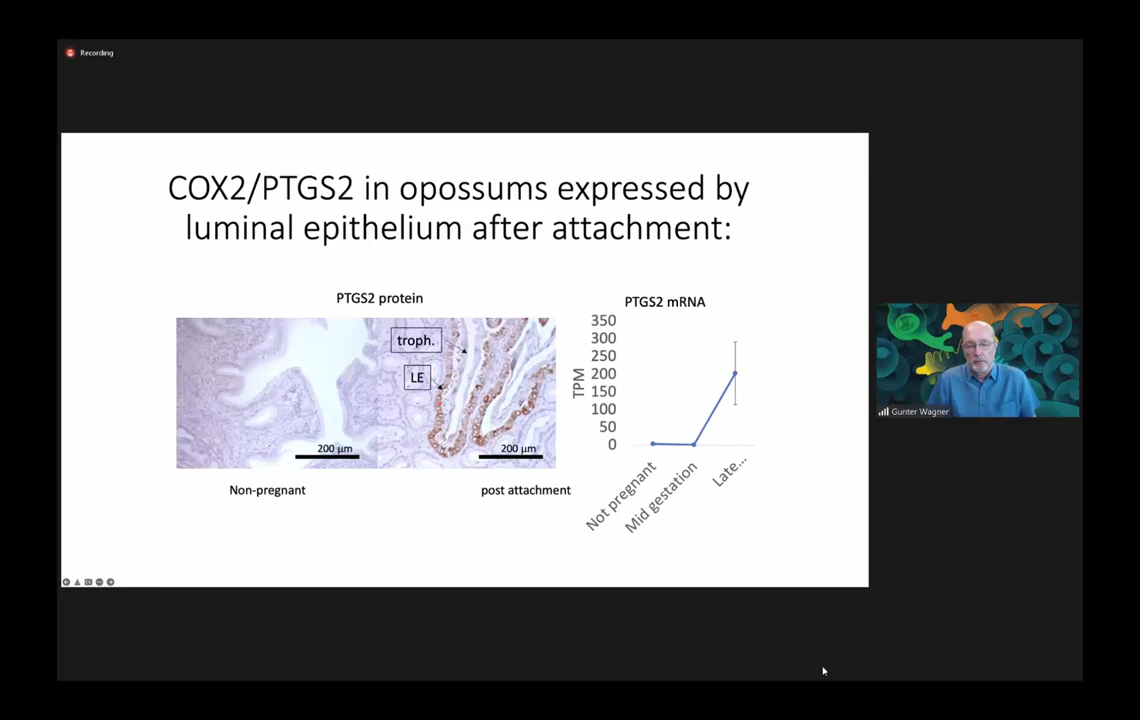 Recording
COX2/PTGS2 in opossums expressed by
luminal epithelium after attachment:
PTGS2 protein
troph.
LE
200 µm
200 µm
Non-pregnant
post attachment
PTGS2 mRNA
350
300
250
200
150
100
50
0
TPM
Not pregnant
Mid gestation
Late...
Gunter Wagner